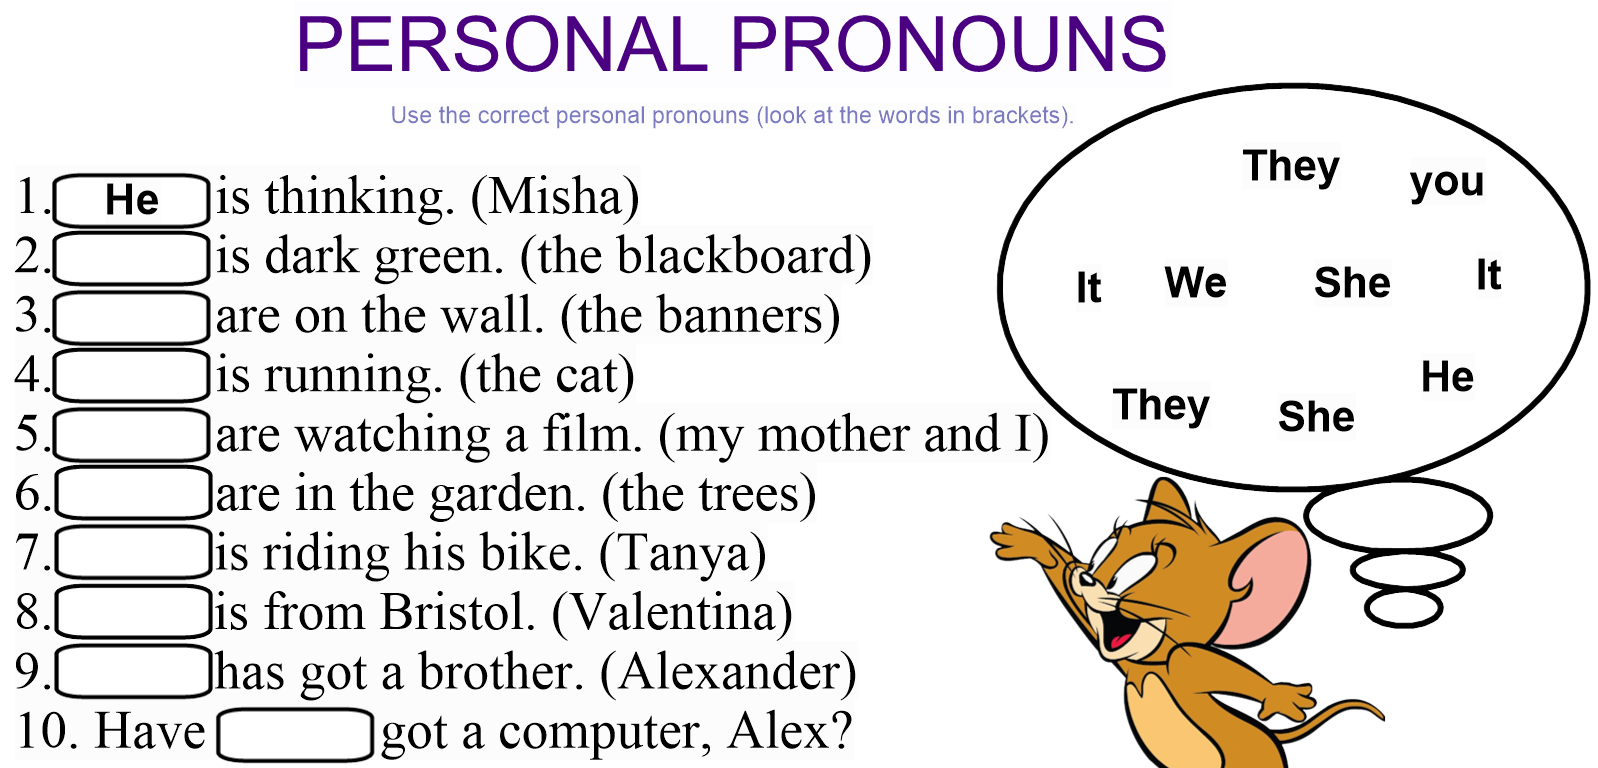 PERSONAL PRONOUNS
Use the correct personal pronouns (look at the words in brackets).
1. He is thinking. (Misha)
2. is dark green. (the blackboard)
3. are on the wall. (the banners)
4. is running. (the cat)
5. are watching a film. (my mother and I)
6. are in the garden. (the trees)
7. is riding his bike. (Tanya)
8. is from Bristol. (Valentina)
9. has got a brother. (Alexander)
10. Have got a computer, Alex?
They you
It We She It
He
They She